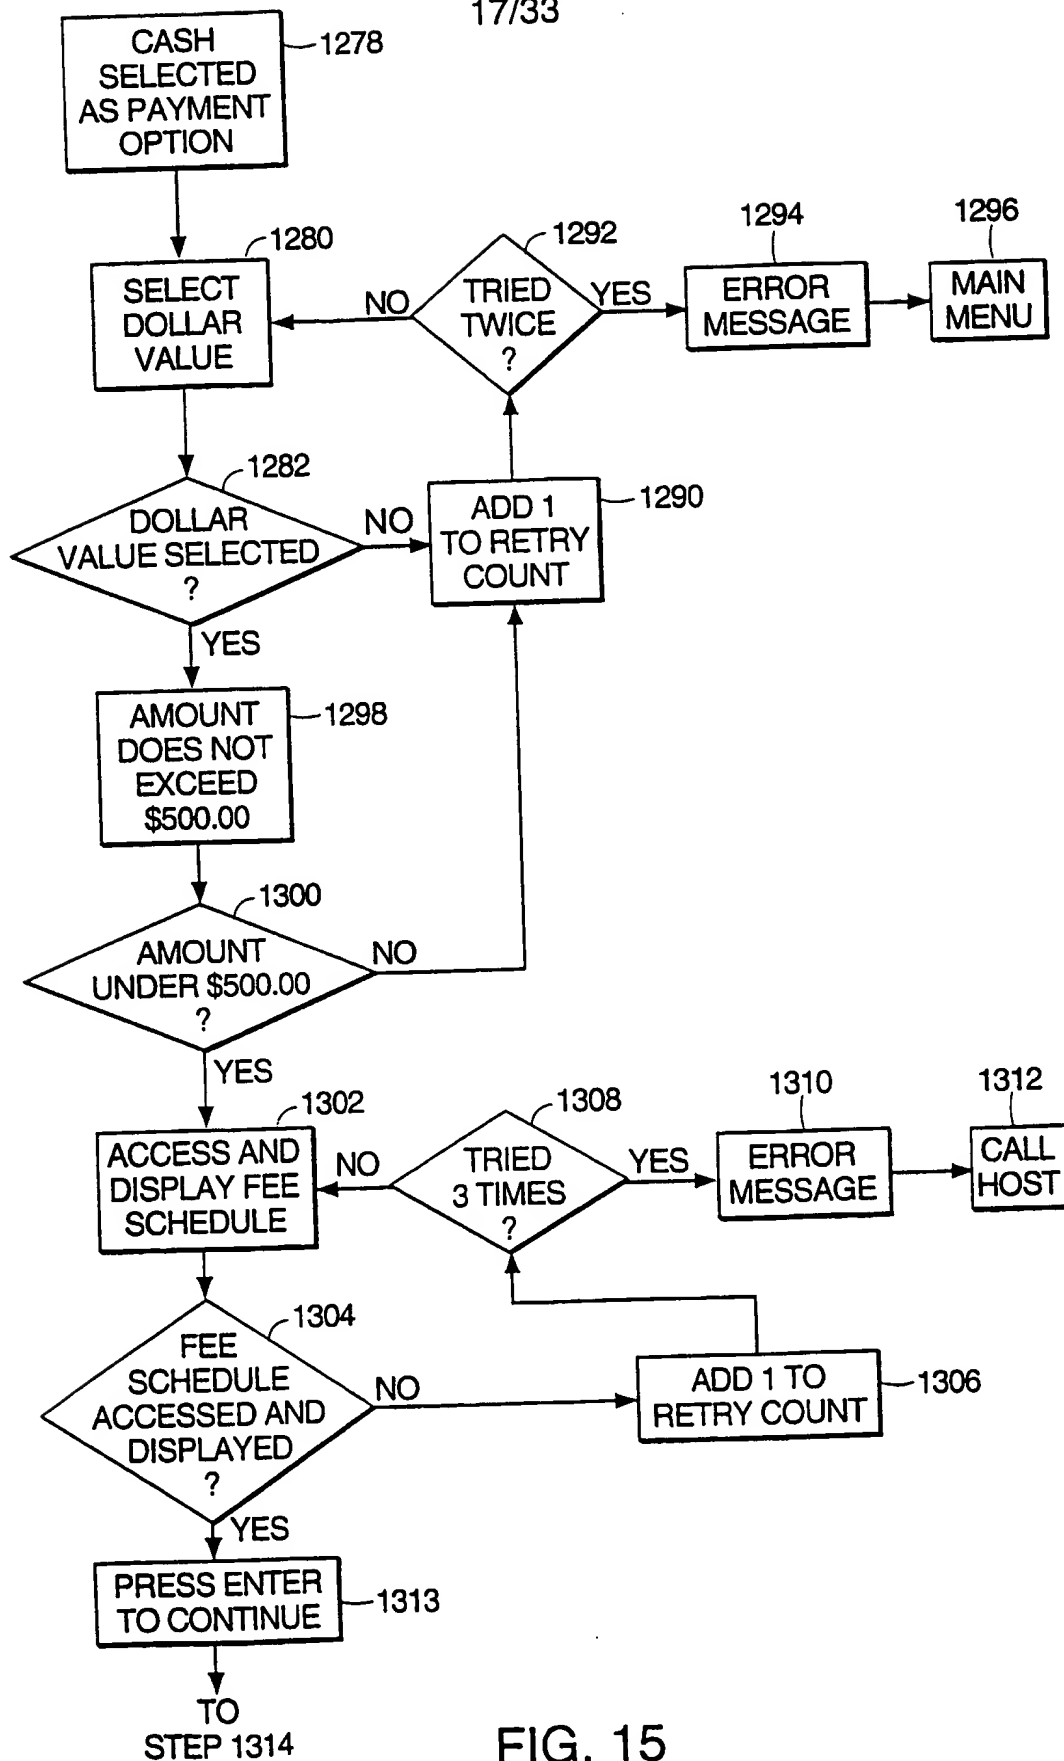 17/33
CASH
SELECTED
AS PAYMENT
OPTION
1278
1280
SELECT
DOLLAR
VALUE
NO
1292
TRIED
TWICE
?
YES
1294
ERROR
MESSAGE
1296
MAIN
MENU
1282
DOLLAR
VALUE SELECTED
?
NO
YES
ADD 1
TO RETRY
COUNT
1290
AMOUNT
DOES NOT
EXCEED
$500.00
1298
1300
AMOUNT
UNDER $500.00
?
NO
YES
1302
ACCESS AND
DISPLAY FEE
SCHEDULE
NO
1308
TRIED
3 TIMES
?
YES
1310
ERROR
MESSAGE
1312
CALL
HOST
1304
FEE
SCHEDULE
ACCESSED AND
DISPLAYED
?
NO
YES
ADD 1 TO
RETRY COUNT
1306
PRESS ENTER
TO CONTINUE
1313
TO
STEP 1314
FIG. 15